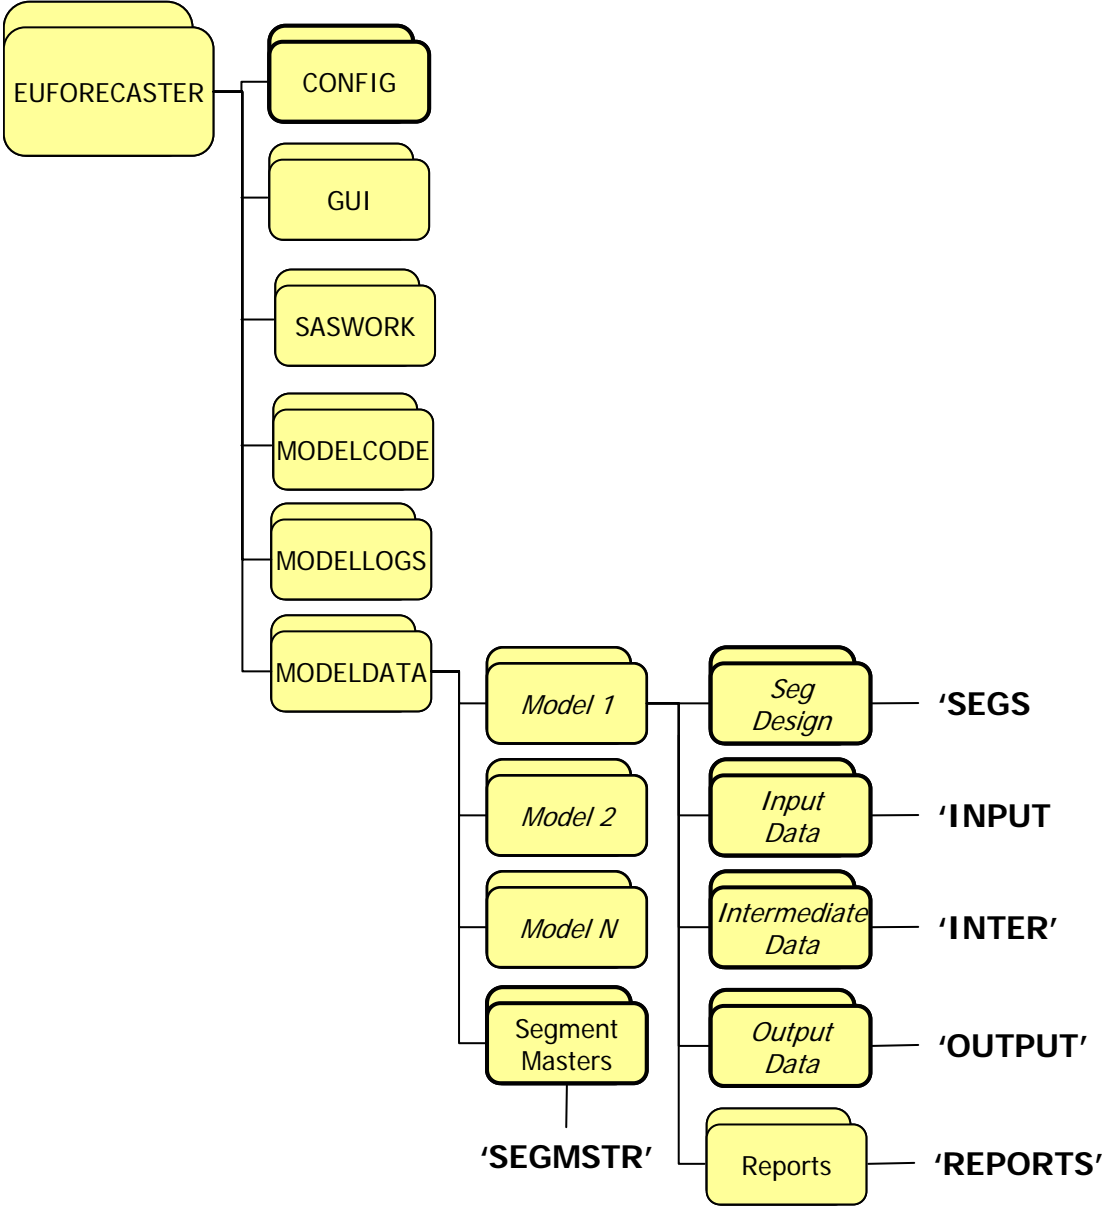 EUFORECASTER
CONFIG
GUI
SASWORK
MODELCODE
MODELLOGS
MODELDATA
Model 1
Seg
Design
‘SEGS
Model 2
Input
Data
‘INPUT
Model N
Intermediate
Data
‘INTER’
Segment
Masters
Output
Data
‘OUTPUT’
‘SEGMSTR’
Reports
‘REPORTS’